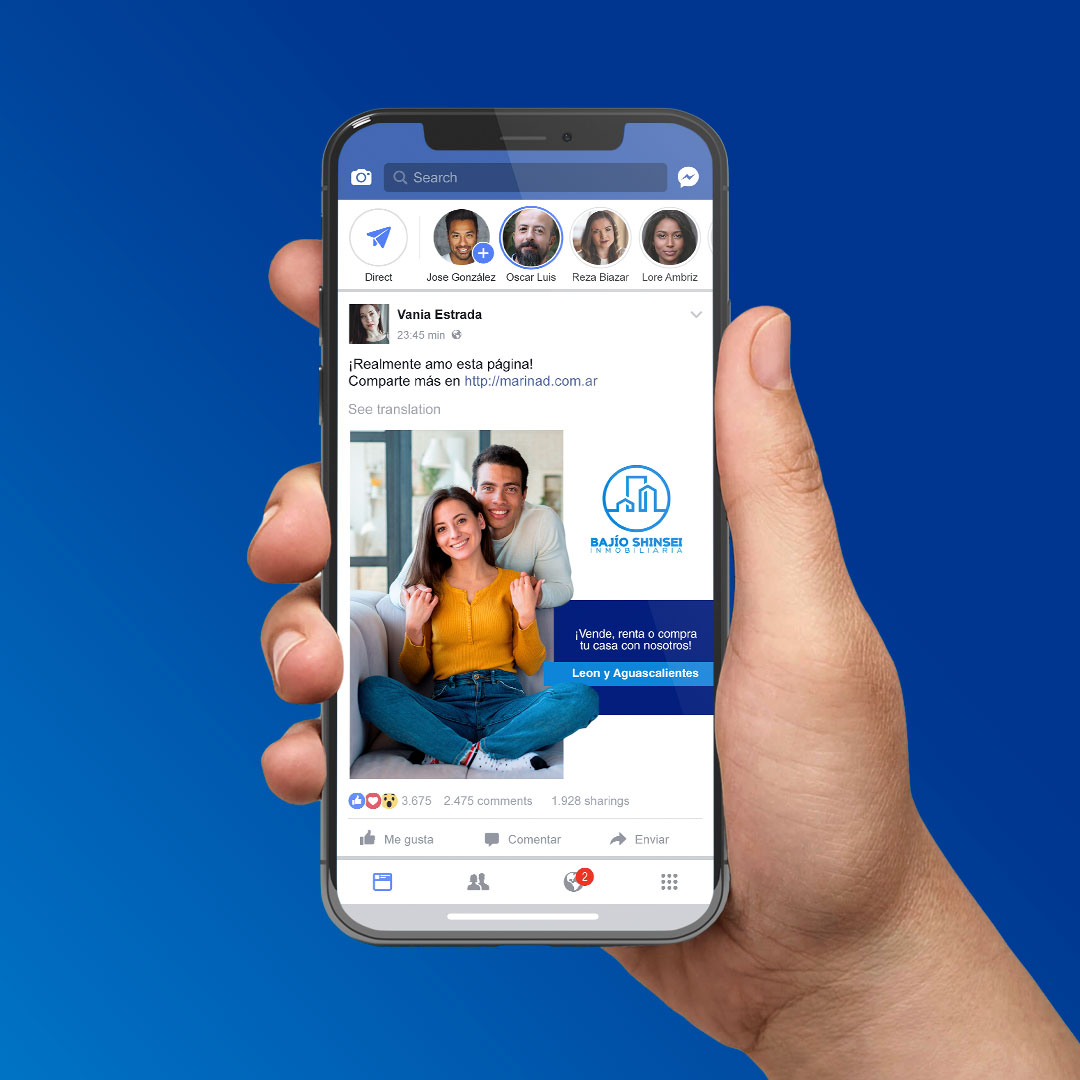 Search
Direct
Jose González
Oscar Luis
Reza Biazar
Lore Ambriz
Vania Estrada
23:45 min
¡Realmente amo esta página!
Comparte más en http://marinad.com.ar
See translation
BAJÍO SHINSEI
INMOBILIARIA
¡Vende, renta o compra
tu casa con nosotros!
Leon y Aguascalientes
3.675 2.475 comments 1.928 sharings
Me gusta Comentar Enviar
2